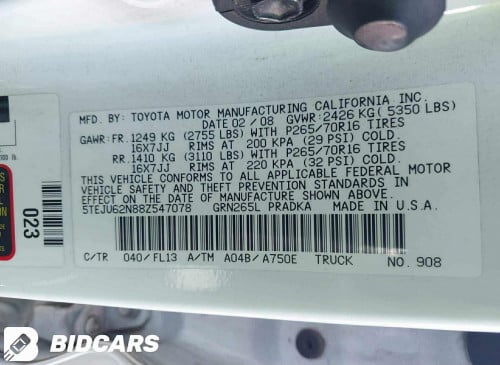 MFD. BY: TOYOTA MOTOR MANUFACTURING CALIFORNIA INC.
DATE 02/08 GVWR: 2426 KG (5350 LBS)
GAWR: FR. 1249 KG (2755 LBS) WITH P265/70R16 TIRES
16X7JJ RIMS AT 200 KPA (29 PSI) COLD.
RR. 1410 KG (3110 LBS) WITH P265/70R16 TIRES
16X7JJ RIMS AT 220 KPA (32 PSI) COLD.
THIS VEHICLE CONFORMS TO ALL APPLICABLE FEDERAL MOTOR
VEHICLE SAFETY AND THEFT PREVENTION STANDARDS IN
EFFECT ON THE DATE OF MANUFACTURE SHOWN ABOVE.
5TEJU62N88Z547078 GRN265L PRADKA MADE IN U.S.A.
C/TR 040/FL13 A/TM A04B/A750E TRUCK NO. 908
023
BIDCARS